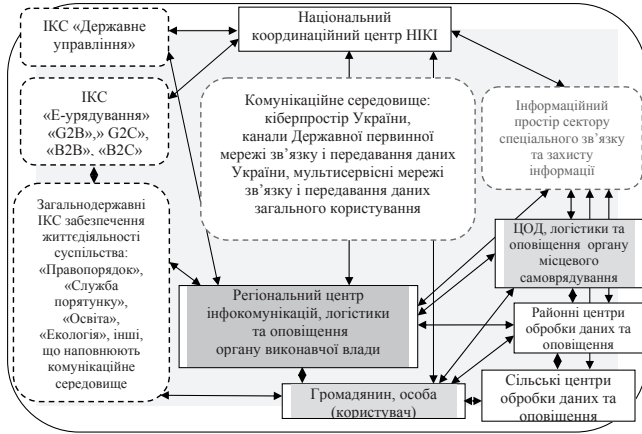 ІКС «Державне
управління»
Національний
координаційний центр НІКІ
ІКС
«Е-урядування»
«G2B»,» G2C»,
«B2B», «B2C»
Комунікаційне середовище:
кіберпростір України,
канали Державної первинної
мережі зв’язку і передавання даних
України, мультисервісні мережі
зв’язку і передавання даних
загального користування
Інформаційний
простір сектору
спеціального зв’язку
та захисту
інформації
Загальнодержавні
ІКС забезпечення
життєдіяльності
суспільства:
«Правопорядок»,
«Служба
порятунку»,
«Освіта»,
«Екологія», інші,
що наповнюють
комунікаційне
середовище
ЦОД, логістики та
оповіщення органу
місцевого
самоврядування
Регіональний центр
інфокомунікацій, логістики
та оповіщення
органу виконавчої влади
Районні центри
обробки даних та
оповіщення
Громадянин, особа
(користувач)
Сільські центри
обробки даних та
оповіщення